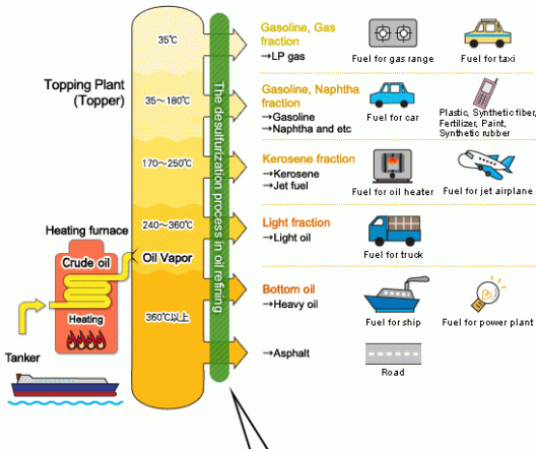 Topping Plant
(Topper)
35℃
35～180℃
170～250℃
240～360℃
Oil Vapor
360℃以上
Heating furnace
Crude oil
Heating
Tanker
The desulfurization process in oil refining
Gasoline, Gas
fraction
→LP gas
Fuel for gas range
Fuel for taxi
Gasoline, Naphtha
fraction
→Gasoline
→Naphtha and etc
Fuel for car
Plastic, Synthetic fiber,
Fertilizer, Paint,
Synthetic rubber
Kerosene fraction
→Kerosene
→Jet fuel
Fuel for oil heater
Fuel for jet airplane
Light fraction
→Light oil
Fuel for truck
Bottom oil
→Heavy oil
Fuel for ship
Fuel for power plant
→Asphalt
Road